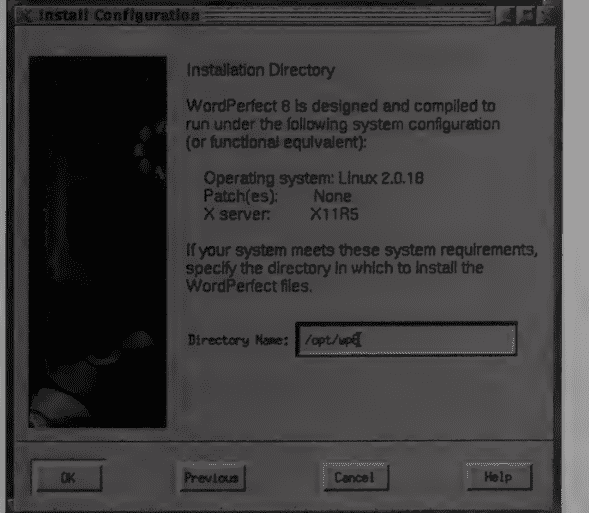 Install Configuration
Installation Directory
WordPerfect 8 is designed and compiled to
run under the following system configuration
(or functional equivalent):
Operating system: Linux 2.0.18
Patch(es): None
X server: X11R5
If your system meets these system requirements,
specify the directory in which to install the
WordPerfect files.
Directory Name:
OK
Previous
Cancel
Help